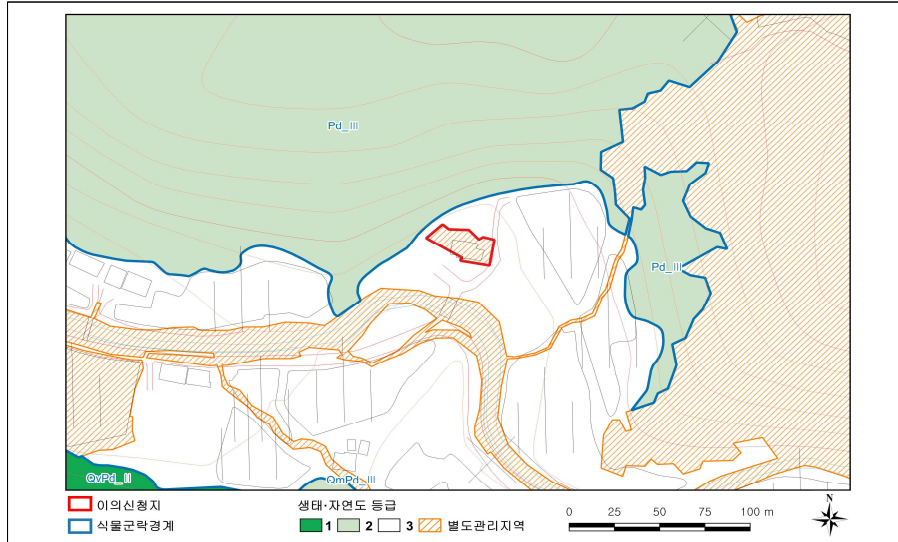 Pd_III
Pd_III
QvPd_II
QmPd_III
이의신청지
식물군락경계
생태·자연도 등급
1 2 3 별도관리지역
0 25 50 75 100 m
N